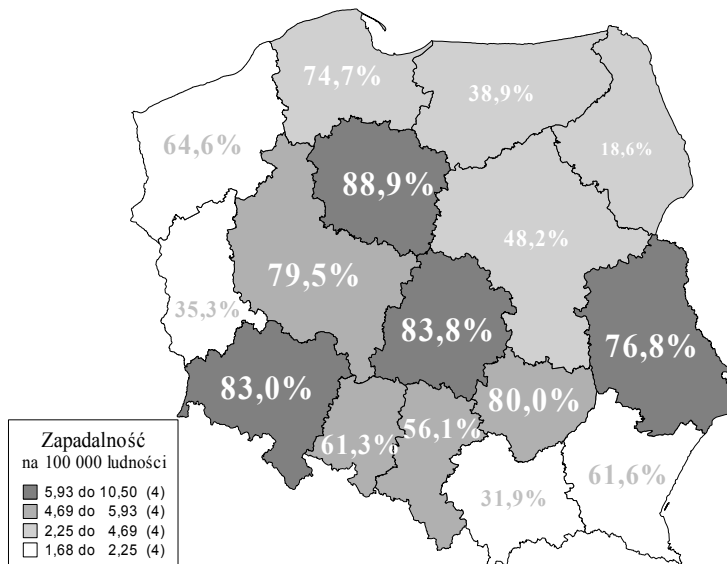 74,7%
38,9%
64,6%
18,6%
88,9%
48,2%
79,5%
35,3%
83,8%
76,8%
83,0%
80,0%
56,1%
61,3%
61,6%
31,9%
Zapadalność
na 100 000 ludności
5,93 do 10,50 (4)
4,69 do 5,93 (4)
2,25 do 4,69 (4)
1,68 do 2,25 (4)